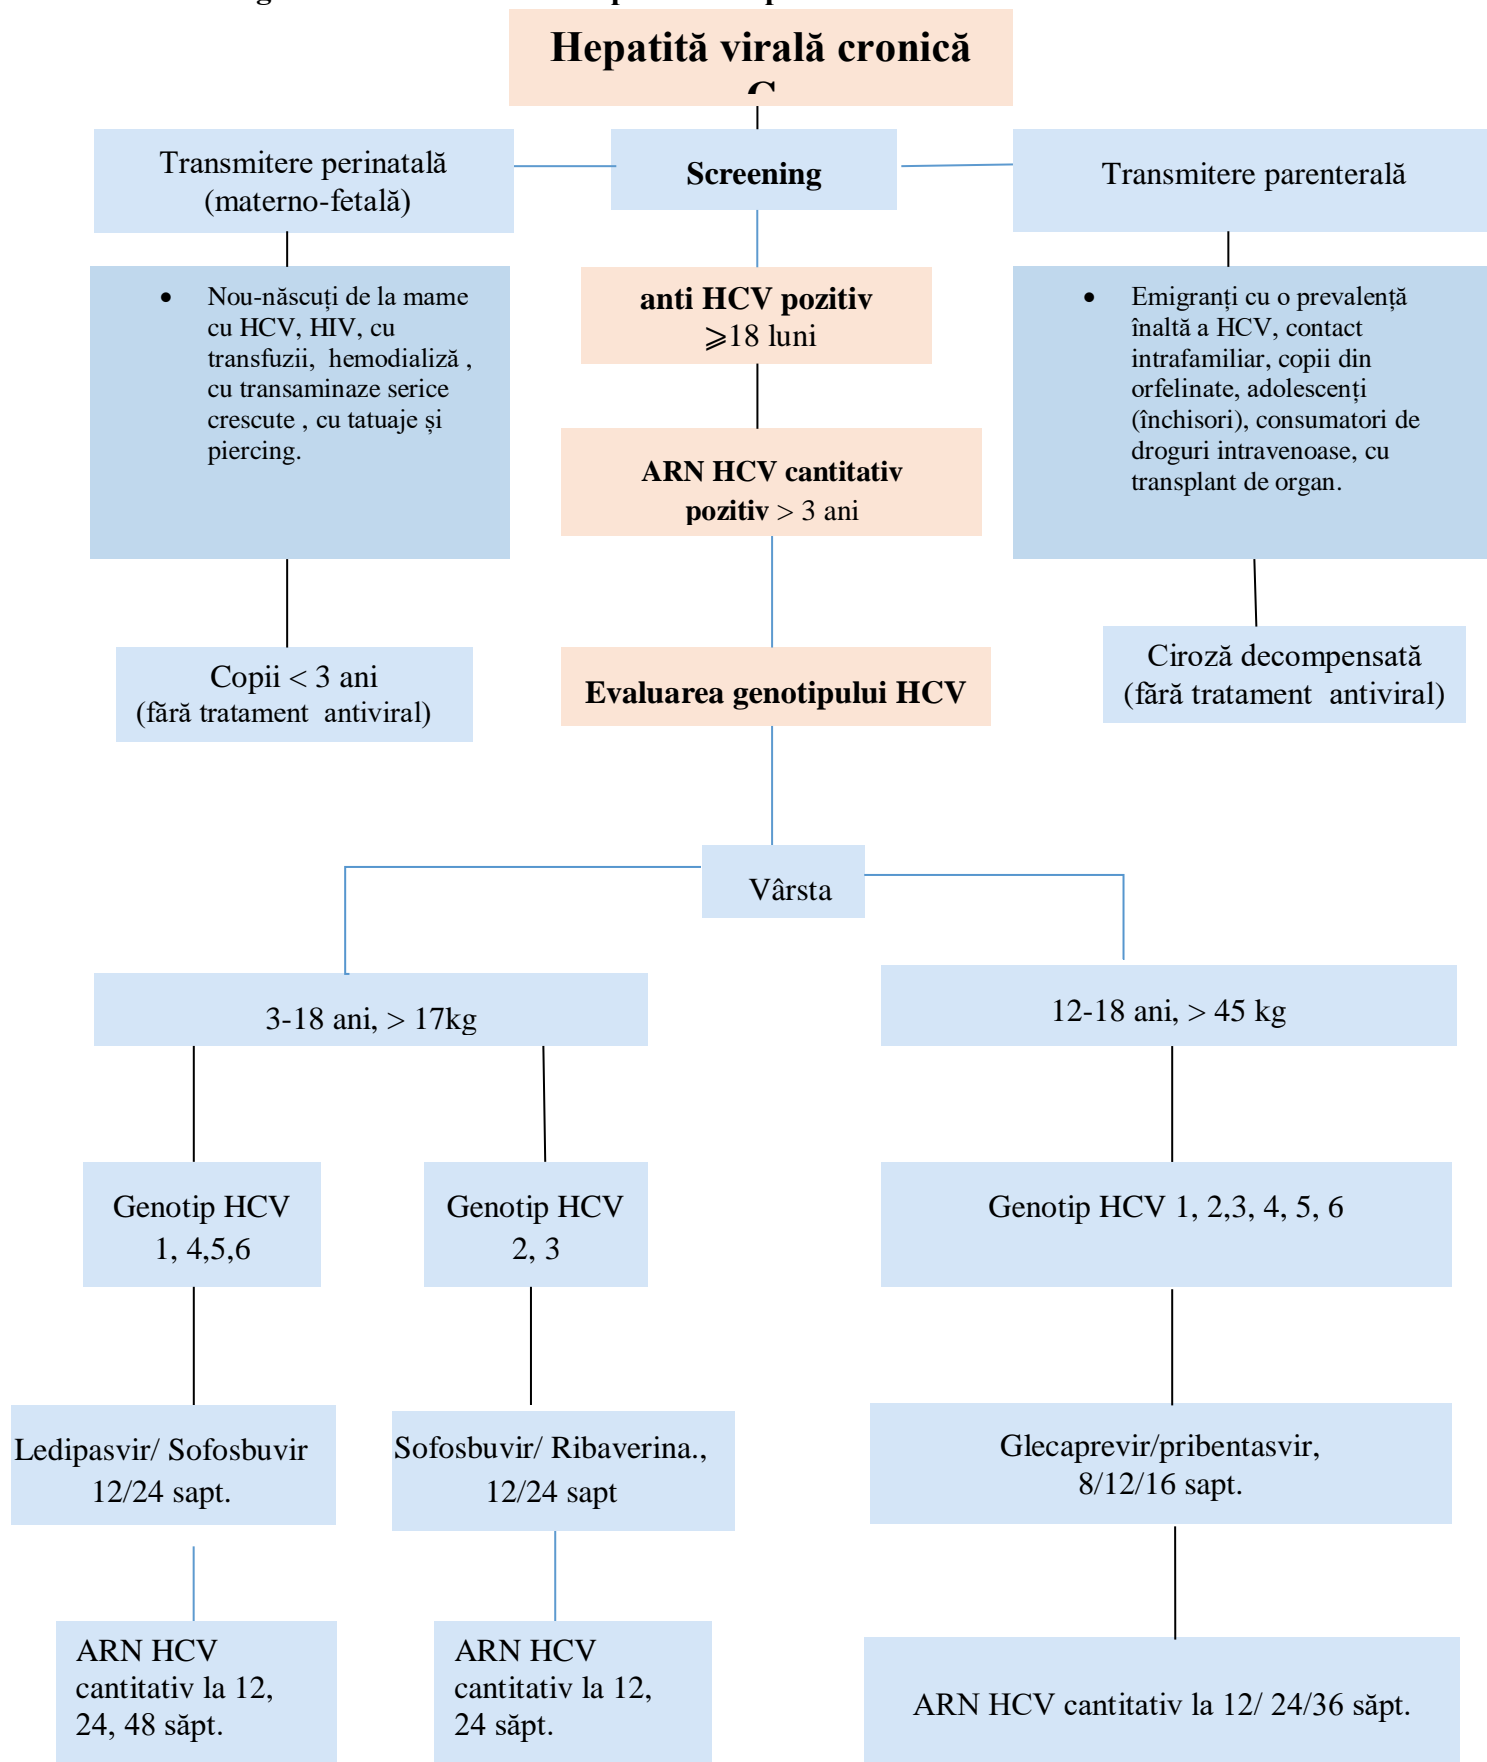 Hepatită virală cronică
C
Transmitere perinatală
(materno-fetală)
Screening
Transmitere parenterală
• Nou-născuți de la mame
cu HCV, HIV, cu
transfuzii, hemodializă ,
cu transaminaze serice
crescute , cu tatuaje și
piercing.
anti HCV pozitiv
⩾18 luni
• Emigranți cu o prevalență
înaltă a HCV, contact
intrafamiliar, copii din
orfelinate, adolescenți
(închisori), consumatori de
droguri intravenoase, cu
transplant de organ.
ARN HCV cantitativ
pozitiv > 3 ani
Copii < 3 ani
(fără tratament antiviral)
Evaluarea genotipului HCV
Ciroză decompensată
(fără tratament antiviral)
Vârsta
3-18 ani, > 17kg
12-18 ani, > 45 kg
Genotip HCV
1, 4,5,6
Genotip HCV
2, 3
Genotip HCV 1, 2,3, 4, 5, 6
Ledipasvir/ Sofosbuvir
12/24 sapt.
Sofosbuvir/ Ribaverina.,
12/24 sapt
Glecaprevir/pribentasvir,
8/12/16 sapt.
ARN HCV
cantitativ la 12,
24, 48 săpt.
ARN HCV
cantitativ la 12,
24 săpt.
ARN HCV cantitativ la 12/ 24/36 săpt.